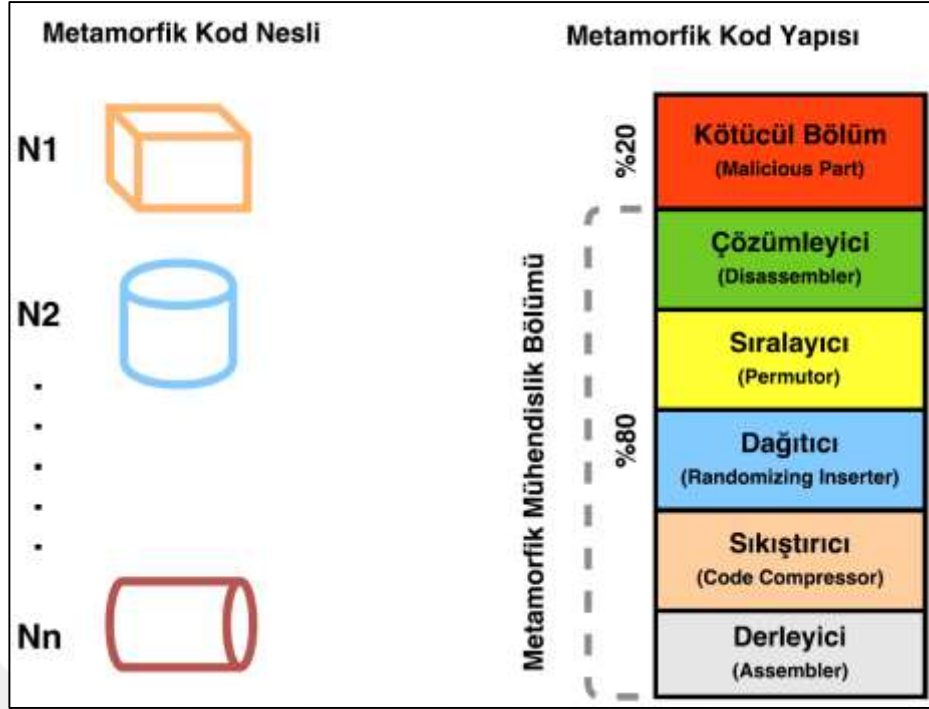 Metamorfik Kod Nesli
N1
N2
.
.
.
.
.
Nn
Metamorfik Kod Yapısı
%20
Metamorfik Mühendislik Bölümü
%80
Kötücül Bölüm
(Malicious Part)
Çözümleyici
(Disassembler)
Sıralayıcı
(Permutor)
Dağıtıcı
(Randomizing Inserter)
Sıkıştırıcı
(Code Compressor)
Derleyici
(Assembler)